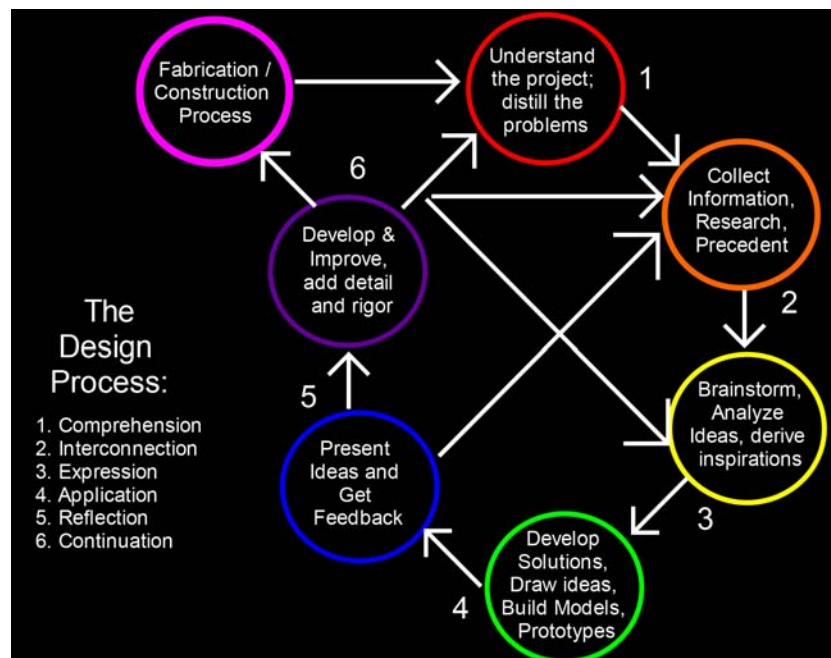 Fabrication /
Construction
Process
Understand
the project;
distill the
problems
1
Collect
Information,
Research,
Precedent
2
Brainstorm,
Analyze
Ideas, derive
inspirations
3
Develop
Solutions,
Draw ideas,
Build Models,
Prototypes
4
Present
Ideas and
Get
Feedback
5
Develop &
Improve,
add detail
and rigor
6
The
Design
Process:
1. Comprehension
2. Interconnection
3. Expression
4. Application
5. Reflection
6. Continuation